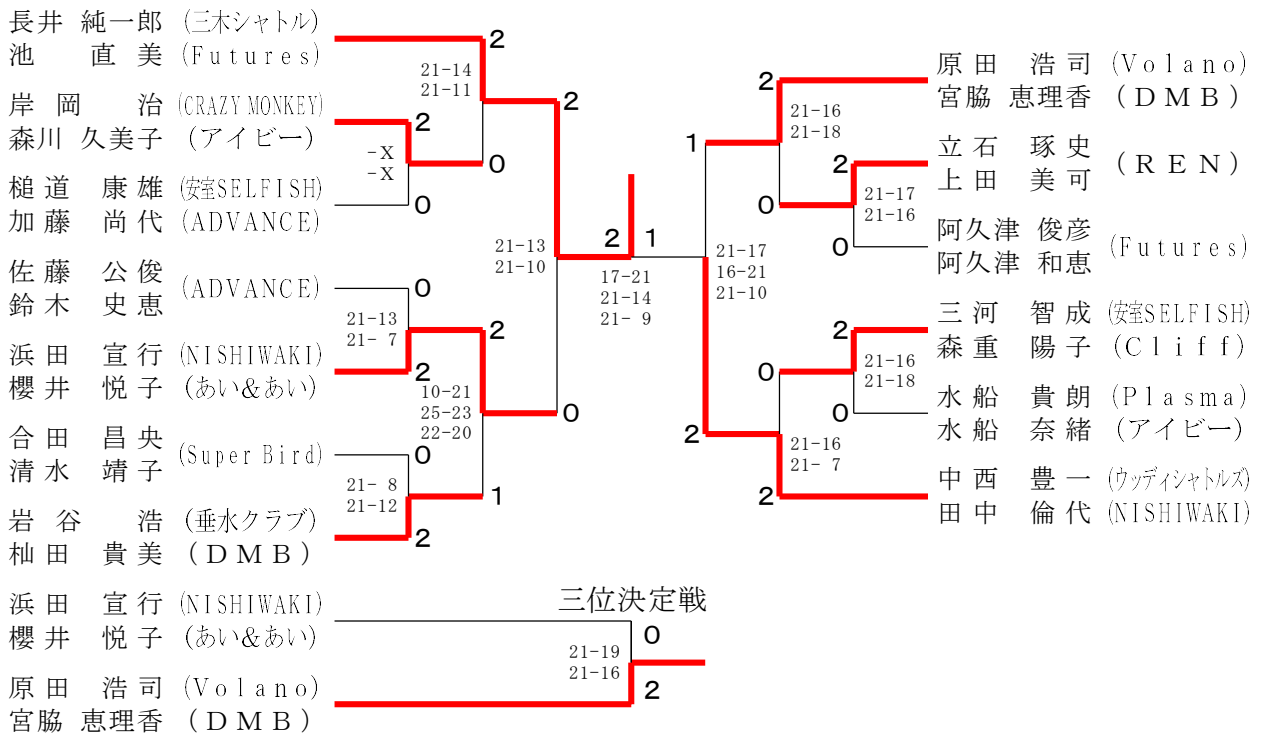 長井 純一郎 (三木シャトル)
池 直美 (Futures)
岸岡 治 (CRAZY MONKEY)
森川 久美子 (アイビー)
槌道 康雄 (安室SELFISH)
加藤 尚代 (ADVANCE)
佐藤 公俊
鈴木 史恵
(ADVANCE)
浜田 宣行 (NISHIWAKI)
櫻井 悦子 (あい&あい)
合田 昌央
清水 靖子
(Super Bird)
岩谷 浩 (垂水クラブ)
杣田 貴美 (DMB)
2
21-14
21-11
2
2
-X
-X
0
0
21-13
21-10
0
21-13
21- 7
2
2
10-21
25-23
22-20
0
0
21- 8
21-12
1
2
2 1
17-21
21-14
21- 9
2
21-16
21-18
1
2
0
21-17
21-16
0
21-17
16-21
21-10
2
0
21-16
21-18
0
2
21-16
21- 7
2
原田 浩司 (Volano)
宮脇 恵理香 (DMB)
立石 琢史
上田 美可
(REN)
阿久津 俊彦
阿久津 和恵
(Futures)
三河 智成 (安室SELFISH)
森重 陽子 (Cliff)
水船 貴朗 (Plasma)
水船 奈緒 (アイビー)
中西 豊一 (ウッディシャトルズ)
田中 倫代 (NISHIWAKI)
三位決定戦
浜田 宣行 (NISHIWAKI)
櫻井 悦子 (あい&あい)
0
21-19
21-16
2
原田 浩司 (Volano)
宮脇 恵理香 (DMB)